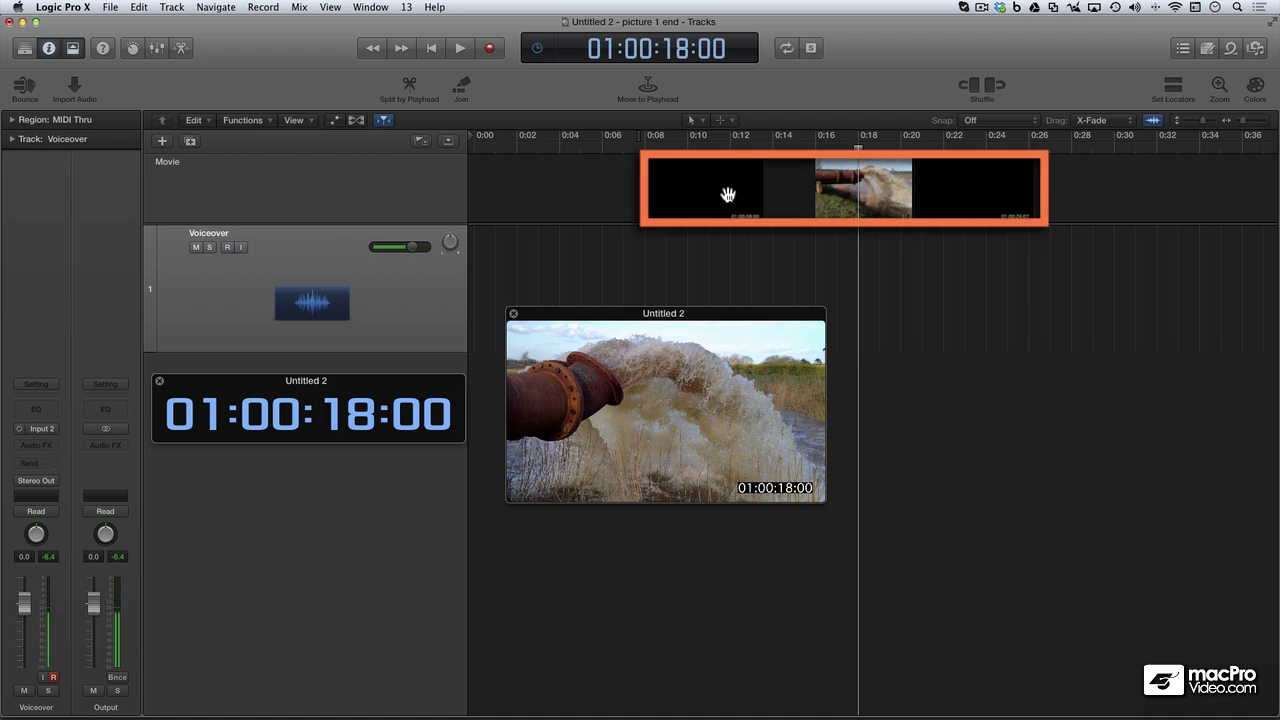 Logic Pro X File Edit Track Navigate Record Mix View Window 13 Help
Untitled 2 - picture 1 end - Tracks
01:00:18:00
Bounce Import Audio Split by Playhead Join Move to Playhead Shuffle Set Locators Zoom Colors
Region: MIDI Thru Edit Functions View Snap: Off Drag: X-Fade
Track: Voiceover 0:00 0:02 0:04 0:06 0:08 0:10 0:12 0:14 0:16 0:18 0:20 0:22 0:24 0:26 0:28 0:30 0:32 0:34 0:36
Movie
Voiceover
M S R I
1
Untitled 2
01:00:18:00
Untitled 2
01:00:18:00
Setting Setting
EQ EQ
Input 2
Audio FX Audio FX
Send
Stereo Out
Read Read
0.0 -6.4 0.0 -6.4
I R Bnce
M S M S
Voiceover Output
macPro
Video.com